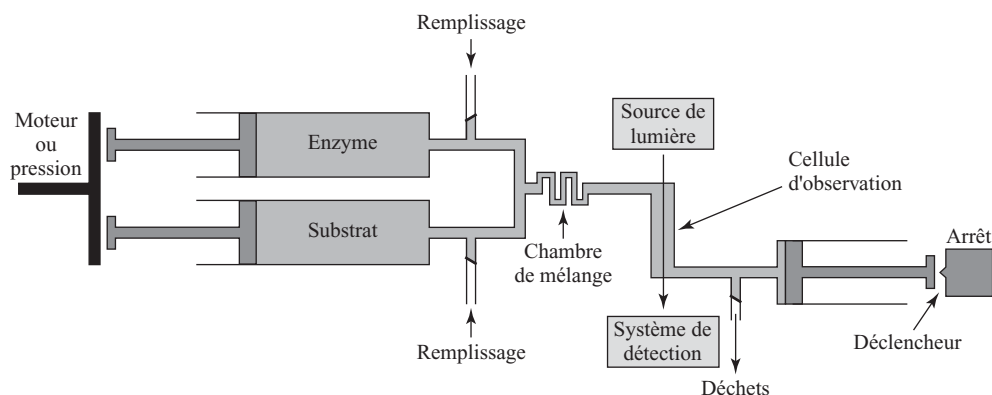 Remplissage
Moteur
ou
pression
Enzyme
Source de
lumière
Cellule
d'observation
Substrat
Chambre
de mélange
Arrêt
Remplissage
Système de
détection
Déclencheur
Déchets